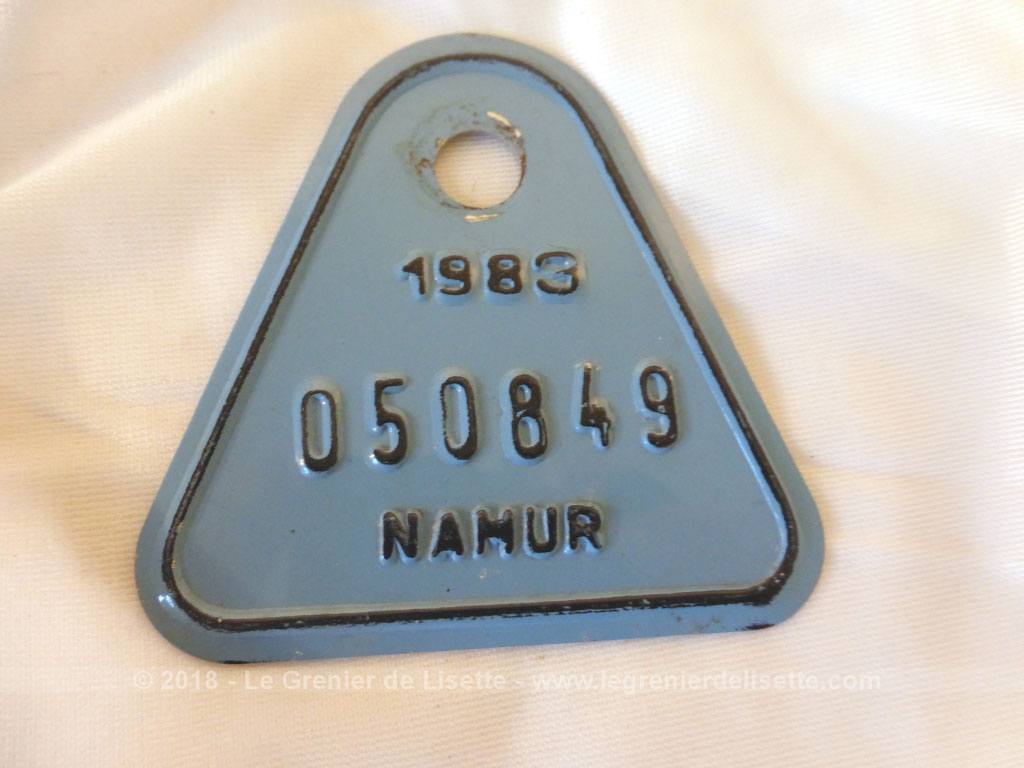 1983
050849
NAMUR
© 2018 - Le Grenier de Lisette - www.legrenierdelisette.com